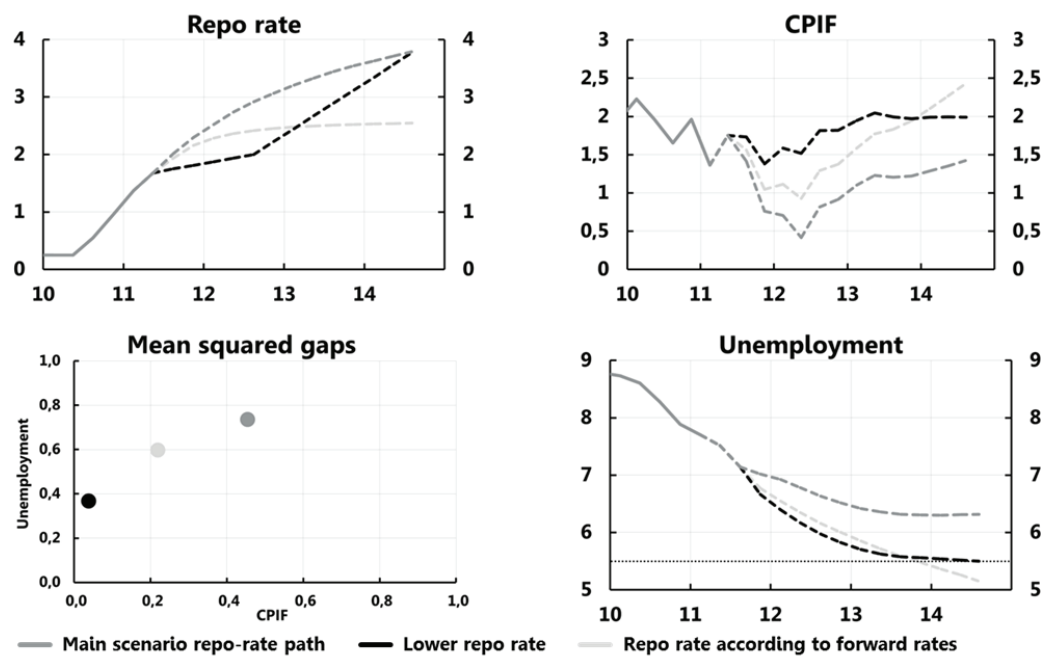 Repo rate
4 4
3 3
2 2
1 1
0 0
10 11 12 13 14
CPIF
3 3
2,5 2,5
2 2
1,5 1,5
1 1
0,5 0,5
0 0
10 11 12 13 14
Mean squared gaps
1,0
0,8
0,6
0,4
0,2
0,0
Unemployment
0,0 0,2 0,4 0,6 0,8 1,0
CPIF
Unemployment
9 9
8 8
7 7
6 6
5 5
10 11 12 13 14
Main scenario repo-rate path Lower repo rate Repo rate according to forward rates